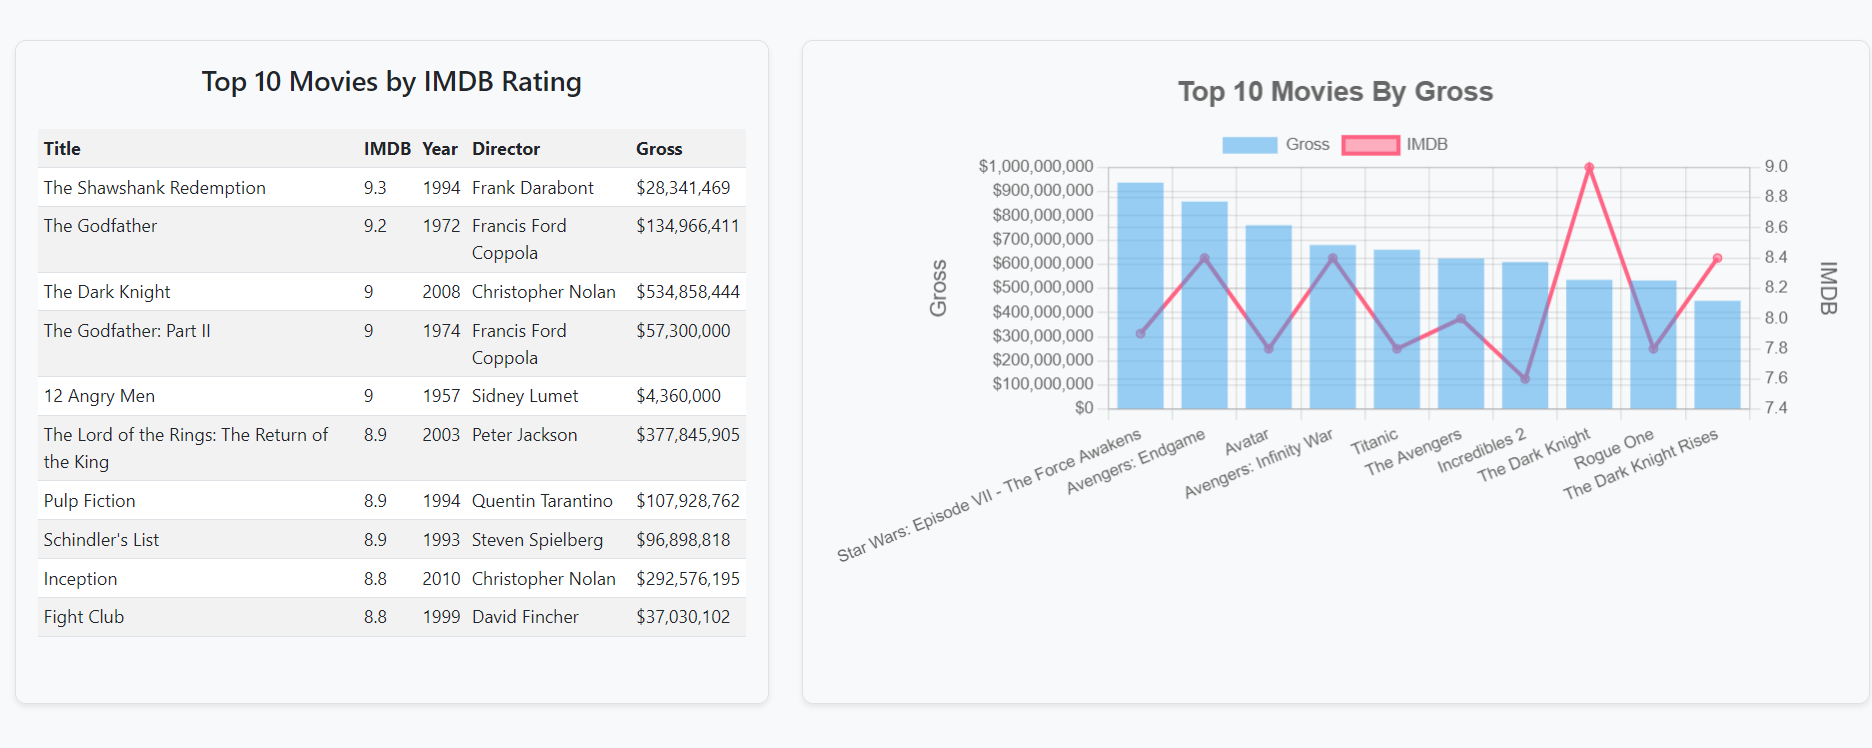 Top 10 Movies by IMDB Rating
Title IMDB Year Director Gross
The Shawshank Redemption 9.3 1994 Frank Darabont $28,341,469
The Godfather 9.2 1972 Francis Ford $134,966,411
Coppola
The Dark Knight 9 2008 Christopher Nolan $534,858,444
The Godfather: Part II 9 1974 Francis Ford $57,300,000
Coppola
12 Angry Men 9 1957 Sidney Lumet $4,360,000
The Lord of the Rings: The Return of 8.9 2003 Peter Jackson $377,845,905
the King
Pulp Fiction 8.9 1994 Quentin Tarantino $107,928,762
Schindler's List 8.9 1993 Steven Spielberg $96,898,818
Inception 8.8 2010 Christopher Nolan $292,576,195
Fight Club 8.8 1999 David Fincher $37,030,102
Top 10 Movies By Gross
Gross IMDB
$1,000,000,000
$900,000,000
$800,000,000
$700,000,000
$600,000,000
$500,000,000
$400,000,000
$300,000,000
$200,000,000
$100,000,000
$0
Gross
9.0
8.8
8.6
8.4
8.2
8.0
7.8
7.6
7.4
IMDB
Star Wars: Episode VII - The Force Awakens
Avengers: Endgame
Avatar
Avengers: Infinity War
Titanic
The Avengers
Incredibles 2
The Dark Knight
Rogue One
The Dark Knight Rises